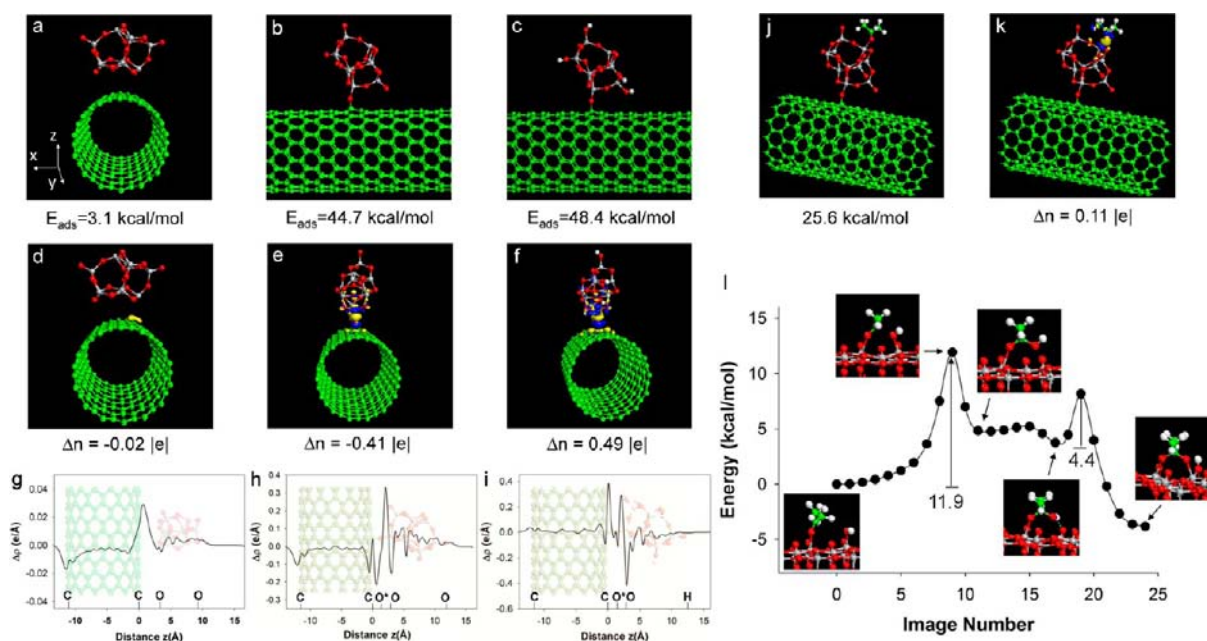 a
b
c
j
k
z
x
y
E_ads=3.1 kcal/mol
E_ads=44.7 kcal/mol
E_ads=48.4 kcal/mol
25.6 kcal/mol
Δn = 0.11 |e|
d
e
f
Δn = -0.02 |e|
Δn = -0.41 |e|
Δn = 0.49 |e|
g
Δρ (e/Å)
0.04
0.02
0.00
-0.02
-0.04
C
C
O
O
-10
-5
0
5
10
15
Distance z(Å)
h
0.4
0.3
0.2
0.1
0.0
-0.1
-0.2
-0.3
C
C
O*
O
O
-10
-5
0
5
10
15
Distance z(Å)
i
Δρ (e/Å)
0.4
0.2
0.0
-0.2
-0.4
-0.6
C
C
O*
O
H
-10
-5
0
5
10
15
Distance z(Å)
l
Energy (kcal/mol)
15
10
5
0
-5
11.9
4.4
0
5
10
15
20
25
Image Number